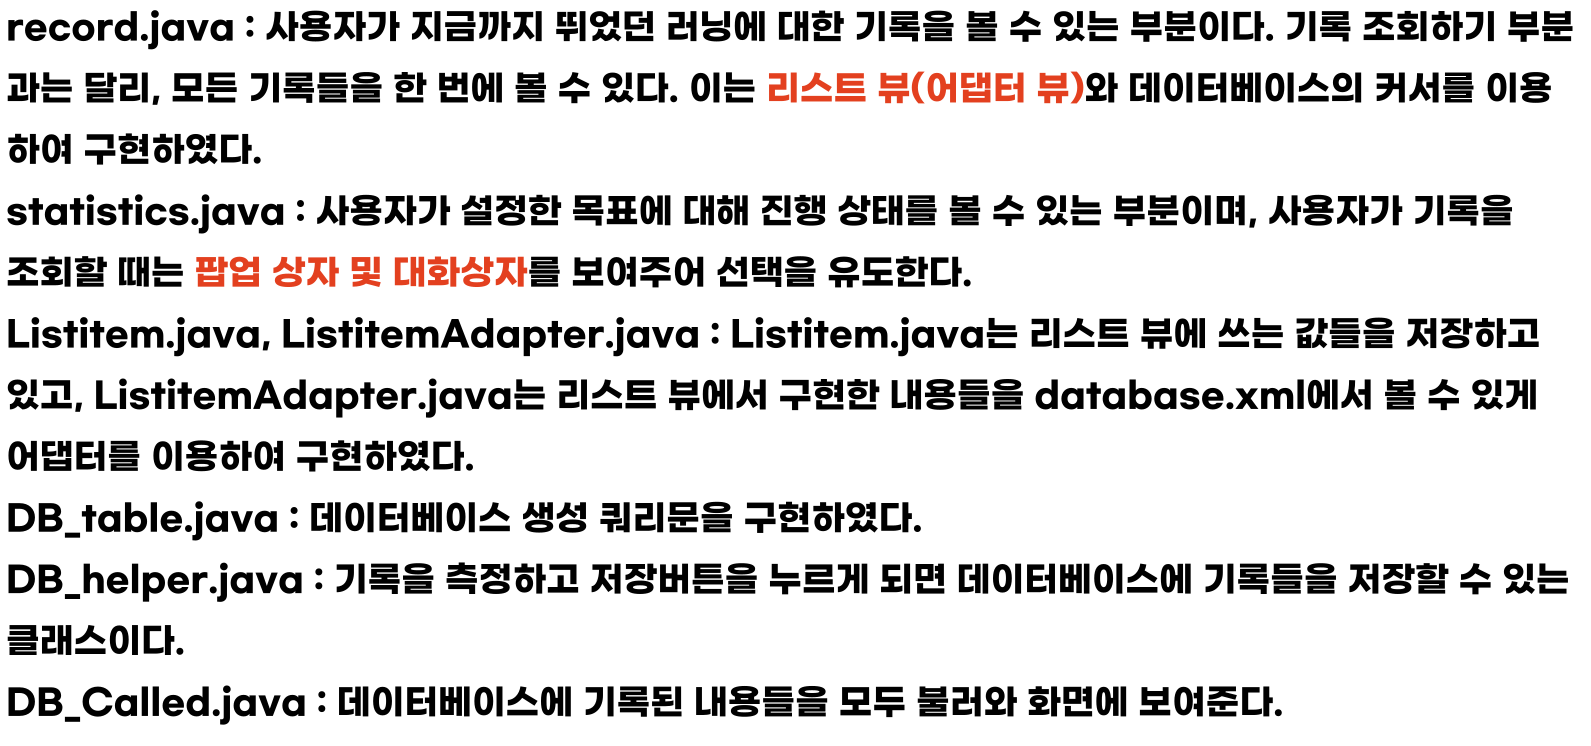 record.java : 사용자가 지금까지 뛰었던 러닝에 대한 기록을 볼 수 있는 부분이다. 기록 조회하기 부분
과는 달리, 모든 기록들을 한 번에 볼 수 있다. 이는 리스트 뷰(어댑터 뷰)와 데이터베이스의 커서를 이용
하여 구현하였다.
statistics.java : 사용자가 설정한 목표에 대해 진행 상태를 볼 수 있는 부분이며, 사용자가 기록을
조회할 때는 팝업 상자 및 대화상자를 보여주어 선택을 유도한다.
Listitem.java, ListitemAdapter.java : Listitem.java는 리스트 뷰에 쓰는 값들을 저장하고
있고, ListitemAdapter.java는 리스트 뷰에서 구현한 내용들을 database.xml에서 볼 수 있게
어댑터를 이용하여 구현하였다.
DB_table.java : 데이터베이스 생성 쿼리문을 구현하였다.
DB_helper.java : 기록을 측정하고 저장버튼을 누르게 되면 데이터베이스에 기록들을 저장할 수 있는
클래스이다.
DB_Called.java : 데이터베이스에 기록된 내용들을 모두 불러와 화면에 보여준다.